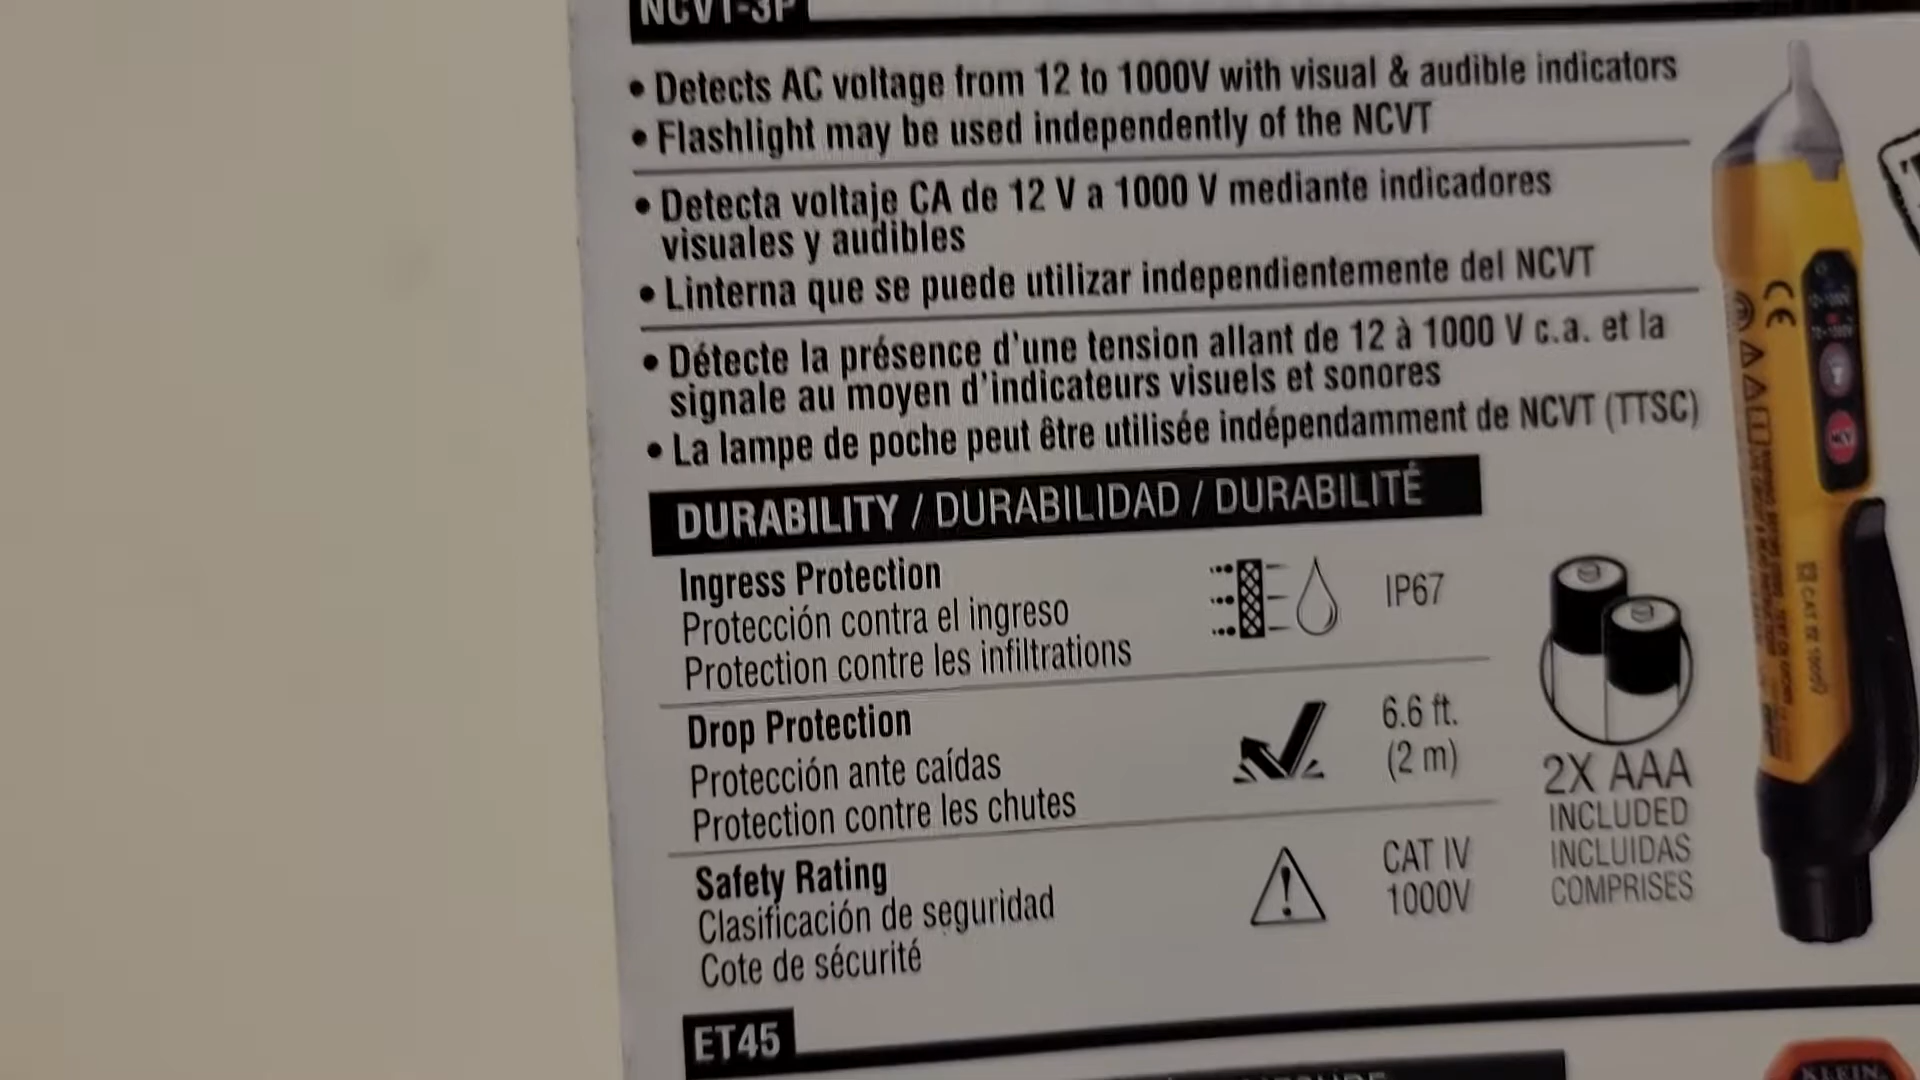 NCVT-3P
• Detects AC voltage from 12 to 1000V with visual & audible indicators
• Flashlight may be used independently of the NCVT
• Detecta voltaje CA de 12 V a 1000 V mediante indicadores
visuales y audibles
• Linterna que se puede utilizar independientemente del NCVT
• Détecte la présence d'une tension allant de 12 à 1000 V c.a. et la
signale au moyen d'indicateurs visuels et sonores
• La lampe de poche peut être utilisée indépendamment de NCVT (TTSC)
DURABILITY / DURABILIDAD / DURABILITÉ
Ingress Protection
Protección contra el ingreso
Protection contre les infiltrations
IP67
Drop Protection
Protección ante caídas
Protection contre les chutes
6.6 ft.
(2 m)
Safety Rating
Clasificación de seguridad
Cote de sécurité
CAT IV
1000V
2X AAA
INCLUDED
INCLUIDAS
COMPRISES
CE
CAT IV 1000V
ET45
KLEIN